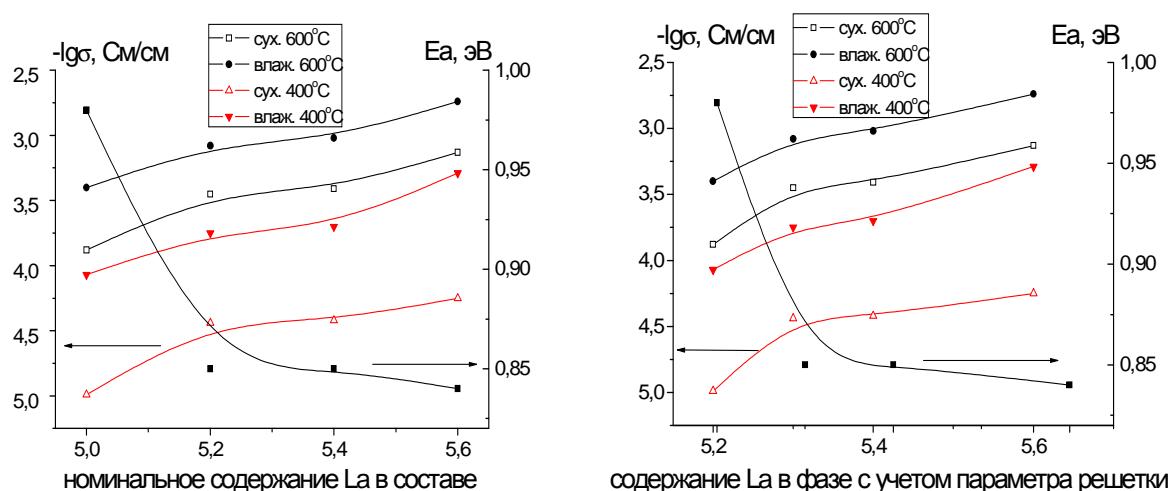 -lgσ, См/см
сух. 600°C
влаж. 600°C
сух. 400°C
влаж. 400°C
Ea, эВ
2,5
3,0
3,5
4,0
4,5
5,0
1,00
0,95
0,90
0,85
5,0
5,2
5,4
5,6
номинальное содержание La в составе
-lgσ, См/см
сух. 600°C
влаж. 600°C
сух. 400°C
влаж. 400°C
Ea, эВ
2,5
3,0
3,5
4,0
4,5
5,0
1,00
0,95
0,90
0,85
5,2
5,4
5,6
содержание La в фазе с учетом параметра решетки